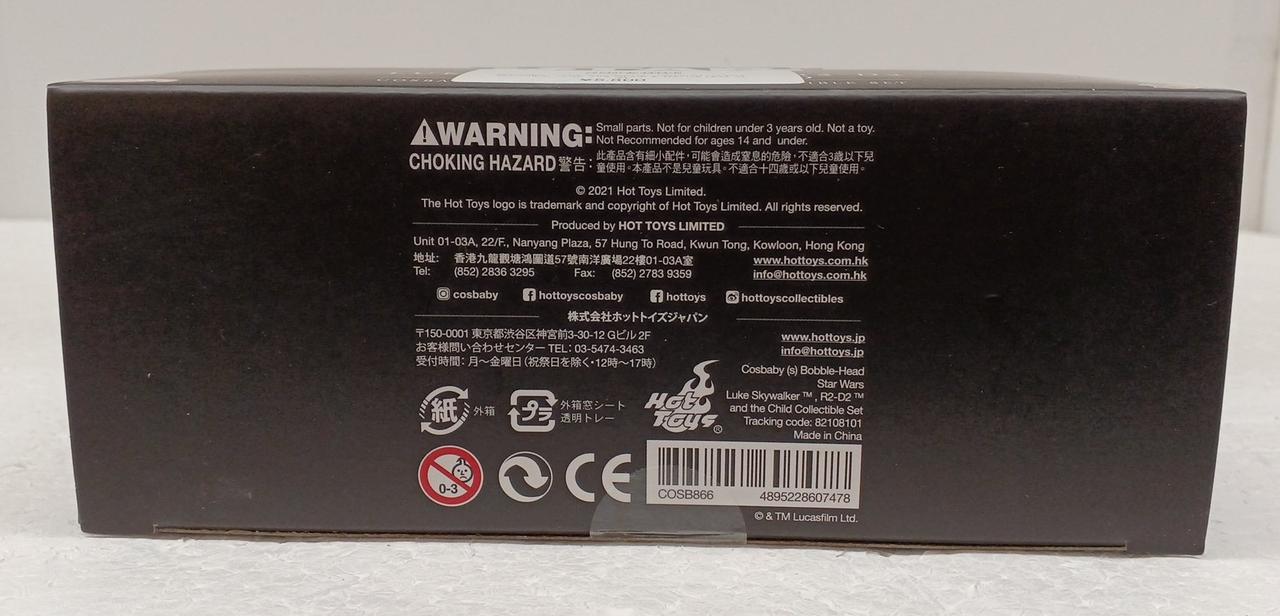 ¥5,800
WARNING: Small parts. Not for children under 3 years old. Not a toy.
Not Recommended for ages 14 and under.
CHOKING HAZARD 警告: 此產品含有細小配件，可能會造成窒息的危險，不適合3歲以下兒
童使用。本產品不是兒童玩具。不適合十四歲或以下兒童使用。
© 2021 Hot Toys Limited.
The Hot Toys logo is trademark and copyright of Hot Toys Limited. All rights reserved.
Produced by HOT TOYS LIMITED
Unit 01-03A, 22/F., Nanyang Plaza, 57 Hung To Road, Kwun Tong, Kowloon, Hong Kong
地址: 香港九龍觀塘鴻圖道57號南洋廣場22樓01-03A室 www.hottoys.com.hk
Tel: (852) 2836 3295 Fax: (852) 2783 9359 info@hottoys.com.hk
cosbaby hottoyscosbaby hottoys hottoyscollectibles
株式会社ホットトイズジャパン
〒150-0001 東京都渋谷区神宮前3-30-12 Gビル 2F www.hottoys.jp
お客様問い合わせセンター TEL: 03-5474-3463 info@hottoys.jp
受付時間: 月〜金曜日（祝祭日を除く・12時〜17時）
紙 外箱
プラ 外箱窓シート
透明トレー
Hot Toys ®
Cosbaby (s) Bobble-Head
Star Wars
Luke Skywalker ™, R2-D2 ™
and the Child Collectible Set
Tracking code: 82108101
Made in China
0-3
CE
COSB866 4895228607478
© & TM Lucasfilm Ltd.